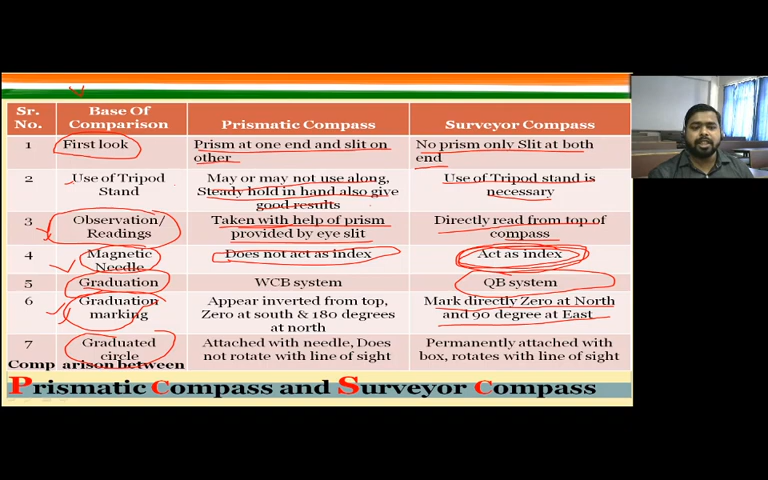 Sr. No. Base Of Comparison Prismatic Compass Surveyor Compass
1 First look Prism at one end and slit on other No prism only Slit at both end
2 Use of Tripod Stand May or may not use along, Steady hold in hand also give good results Use of Tripod stand is necessary
3 Observation/ Readings Taken with help of prism provided by eye slit Directly read from top of compass
4 Magnetic Needle Does not act as index Act as index
5 Graduation WCB system QB system
6 Graduation marking Appear inverted from top, Zero at south & 180 degrees at north Mark directly Zero at North and 90 degree at East
7 Graduated circle Attached with needle, Does not rotate with line of sight Permanently attached with box, rotates with line of sight
Comp arison between
Prismatic Compass and Surveyor Compass